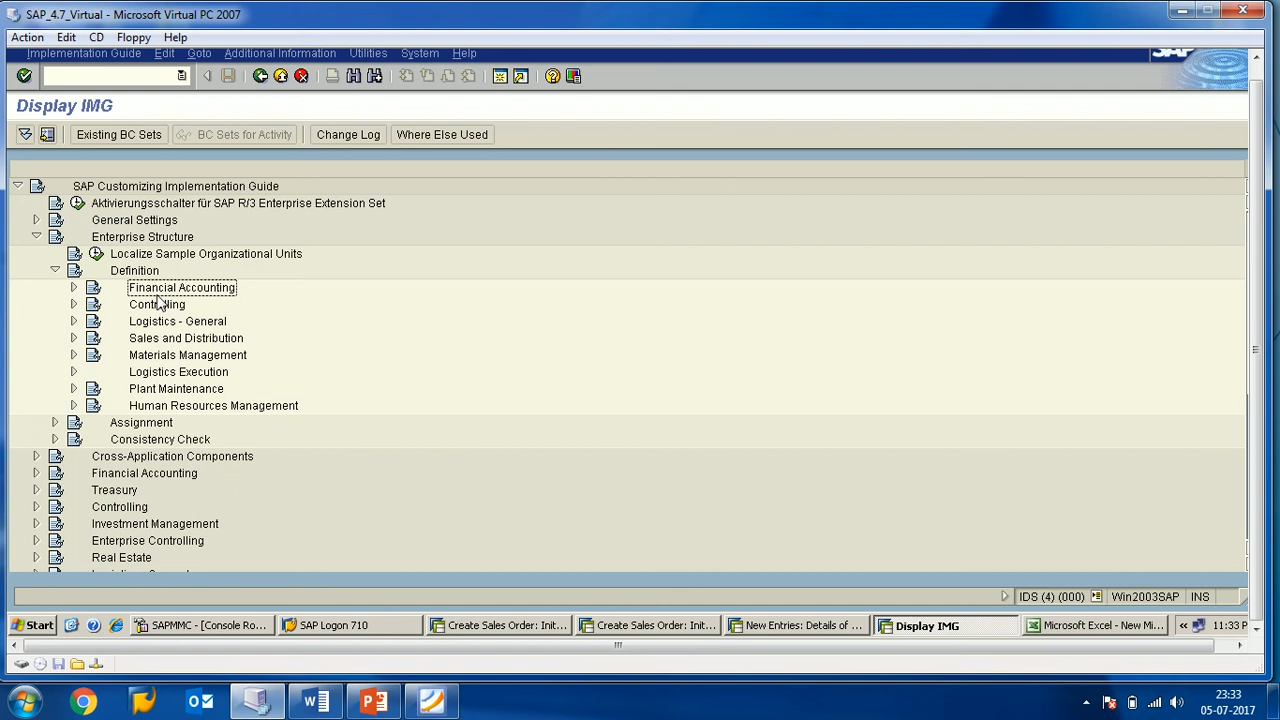 SAP_4.7_Virtual - Microsoft Virtual PC 2007
Action Edit CD Floppy Help
Implementation Guide Edit Goto Additional Information Utilities System Help
SAP
Display IMG
Existing BC Sets BC Sets for Activity Change Log Where Else Used
SAP Customizing Implementation Guide
Aktivierungsschalter für SAP R/3 Enterprise Extension Set
General Settings
Enterprise Structure
Localize Sample Organizational Units
Definition
Financial Accounting
Controlling
Logistics - General
Sales and Distribution
Materials Management
Logistics Execution
Plant Maintenance
Human Resources Management
Assignment
Consistency Check
Cross-Application Components
Financial Accounting
Treasury
Controlling
Investment Management
Enterprise Controlling
Real Estate
IDS (4) (000) Win2003SAP INS
Start SAPMMC - [Console Ro... SAP Logon 710 Create Sales Order: Init... Create Sales Order: Init... New Entries: Details of ... Display IMG Microsoft Excel - New Mi... 11:33 P
23:33
05-07-2017